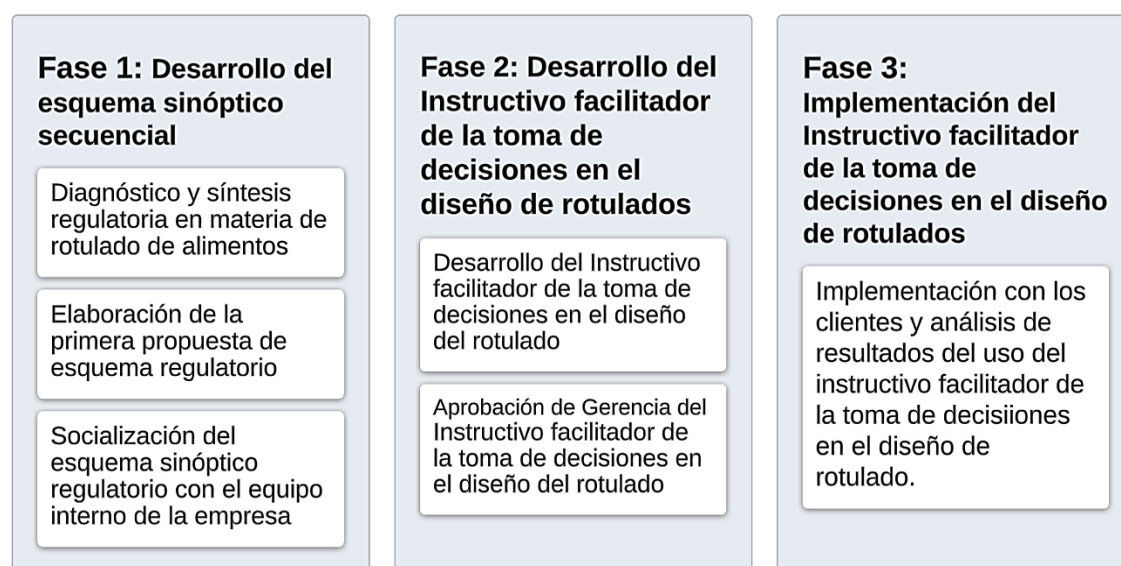 Fase 1: Desarrollo del
esquema sinóptico
secuencial
Diagnóstico y síntesis
regulatoria en materia de
rotulado de alimentos
Elaboración de la
primera propuesta de
esquema regulatorio
Socialización del
esquema sinóptico
regulatorio con el equipo
interno de la empresa
Fase 2: Desarrollo del
Instructivo facilitador
de la toma de
decisiones en el
diseño de rotulados
Desarrollo del Instructivo
facilitador de la toma de
decisiones en el diseño
del rotulado
Aprobación de Gerencia del
Instructivo facilitador de
la toma de decisiones en
el diseño del rotulado
Fase 3:
Implementación del
Instructivo facilitador
de la toma de
decisiones en el diseño
de rotulados
Implementación con los
clientes y análisis de
resultados del uso del
instructivo facilitador de
la toma de decisiiones
en el diseño de
rotulado.